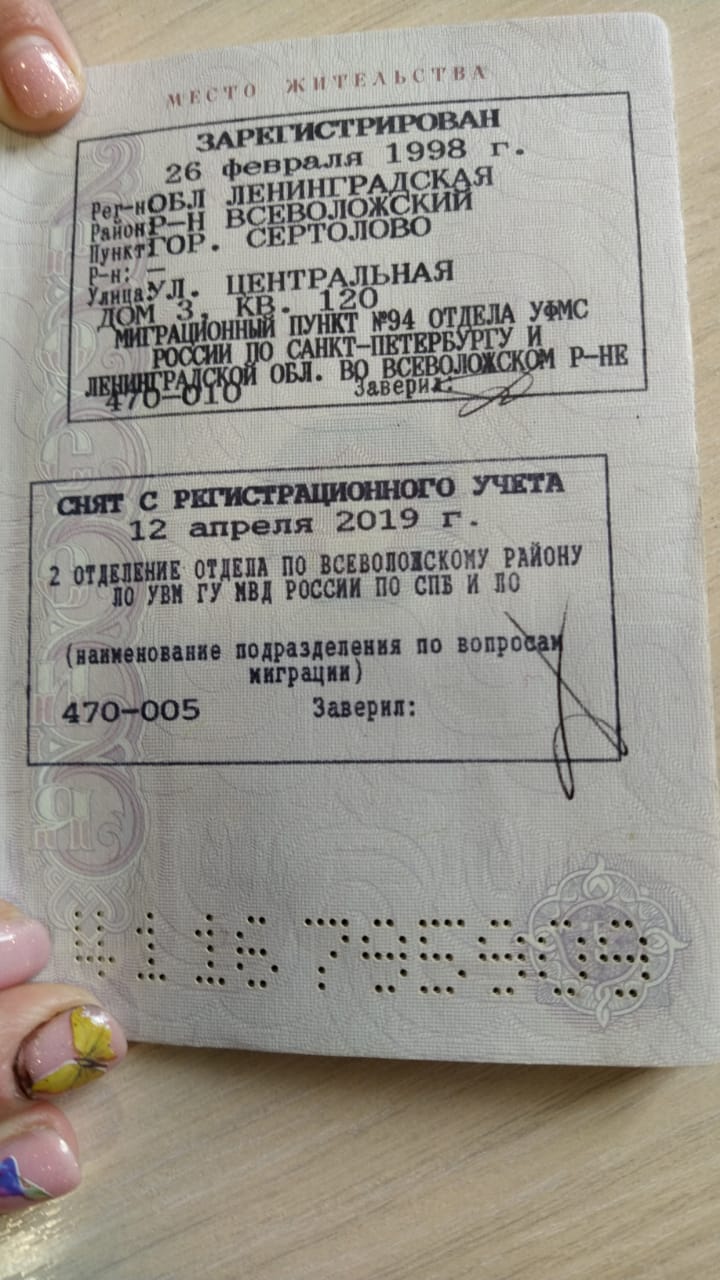 МЕСТО ЖИТЕЛЬСТВА
ЗАРЕГИСТРИРОВАН
26 февраля 1998 г.
Рег-н ОБЛ ЛЕНИНГРАДСКАЯ
Район Р-Н ВСЕВОЛОЖСКИЙ
Пункт ГОР. СЕРТОЛОВО
Р-н: —
Улица УЛ. ЦЕНТРАЛЬНАЯ
ДОМ 3, КВ. 120
МИГРАЦИОННЫЙ ПУНКТ №94 ОТДЕЛА УФМС
РОССИИ ПО САНКТ-ПЕТЕРБУРГУ И
ЛЕНИНГРАДСКОЙ ОБЛ. ВО ВСЕВОЛОЖСКОМ Р-НЕ
470-010 Заверил:
СНЯТ С РЕГИСТРАЦИОННОГО УЧЕТА
12 апреля 2019 г.
2 ОТДЕЛЕНИЕ ОТДЕЛА ПО ВСЕВОЛОЖСКОМУ РАЙОНУ
ЛО УВМ ГУ МВД РОССИИ ПО СПБ И ЛО
(наименование подразделения по вопросам
миграции)
470-005 Заверил:
4116 795909